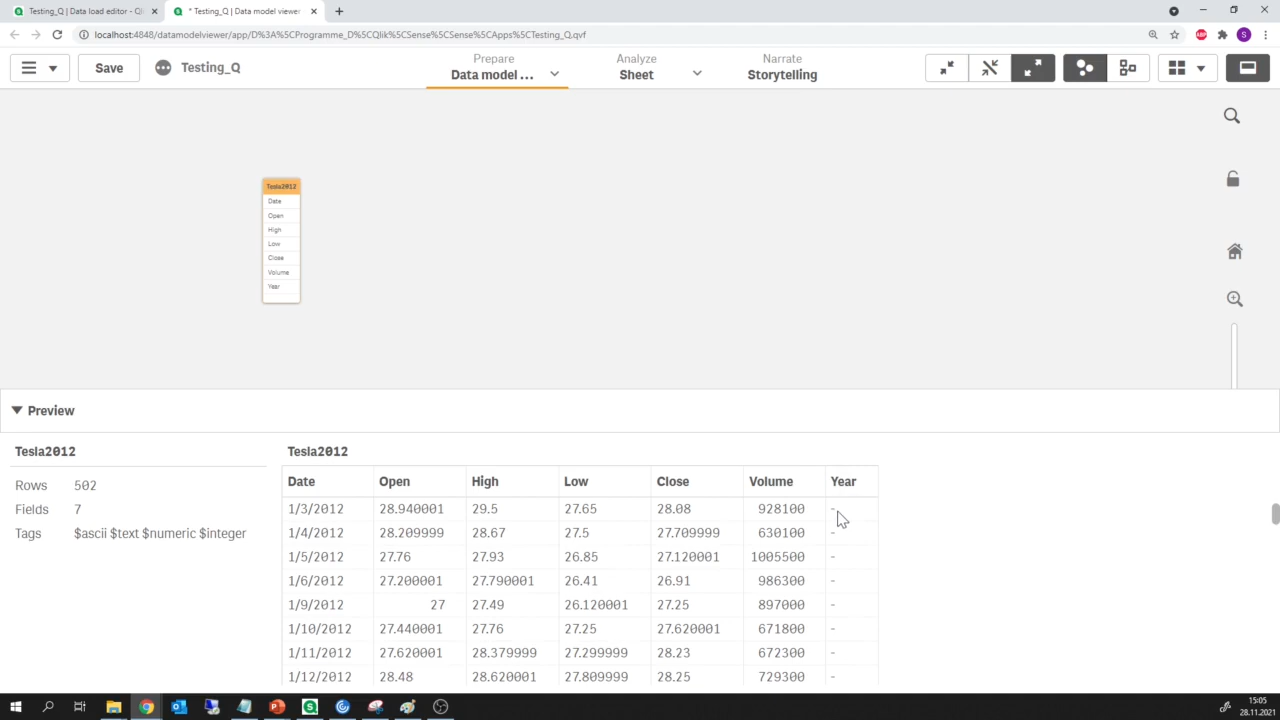 Testing_Q | Data load editor - Qli
* Testing_Q | Data model viewer
localhost:4848/datamodelviewer/app/D%3A%5CProgramme_D%5CQlik%5CSense%5CSense%5CApps%5CTesting_Q.qvf
ABP
S
Save
Testing_Q
Prepare
Data model ...
Analyze
Sheet
Narrate
Storytelling
Tesla2012
Date
Open
High
Low
Close
Volume
Year
Preview
Tesla2012
Rows 502
Fields 7
Tags $ascii $text $numeric $integer
Tesla2012
Date Open High Low Close Volume Year
1/3/2012 28.940001 29.5 27.65 28.08 928100 -
1/4/2012 28.209999 28.67 27.5 27.709999 630100 -
1/5/2012 27.76 27.93 26.85 27.120001 1005500 -
1/6/2012 27.200001 27.790001 26.41 26.91 986300 -
1/9/2012 27 27.49 26.120001 27.25 897000 -
1/10/2012 27.440001 27.76 27.25 27.620001 671800 -
1/11/2012 27.620001 28.379999 27.299999 28.23 672300 -
1/12/2012 28.48 28.620001 27.809999 28.25 729300 -
15:05
28.11.2021